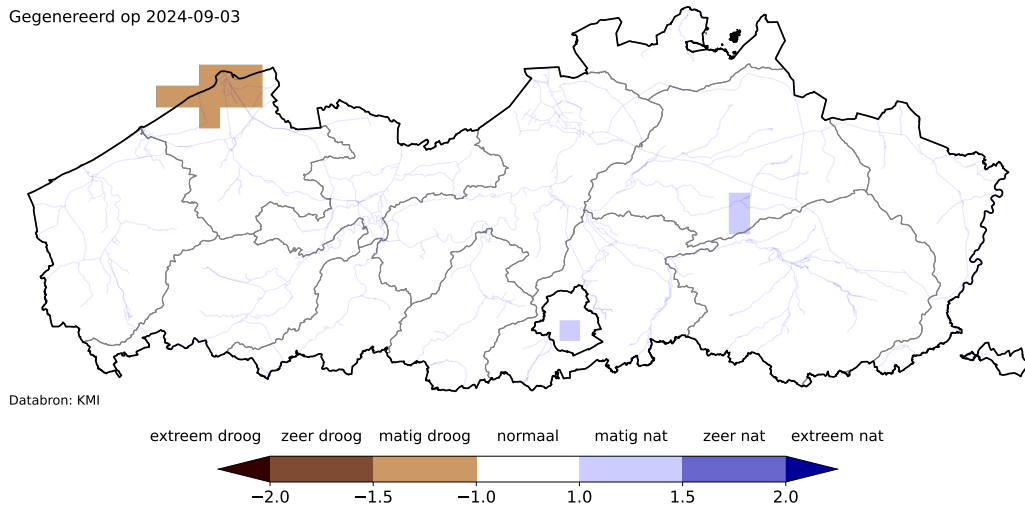 Gegenereerd op 2024-09-03
Databron: KMI
extreem droog zeer droog matig droog normaal matig nat zeer nat extreem nat
−2.0 −1.5 −1.0 1.0 1.5 2.0